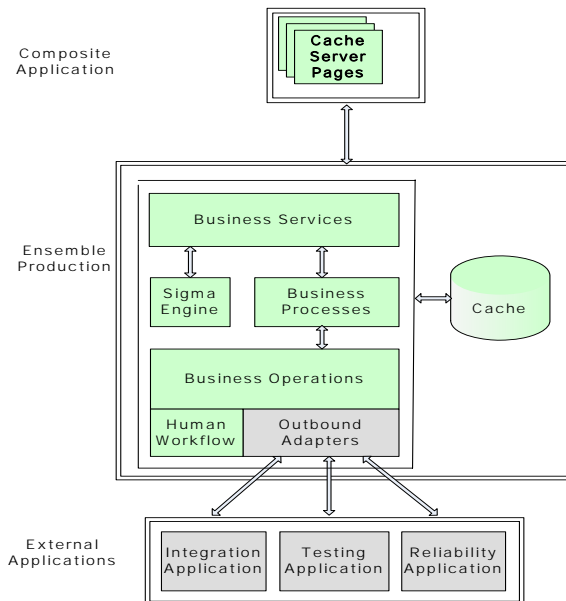 Composite
Application
Cache
Server
Pages
Ensemble
Production
Business Services
Sigma
Engine
Business
Processes
Cache
Business Operations
Human
Workflow
Outbound
Adapters
External
Applications
Integration
Application
Testing
Application
Reliability
Application